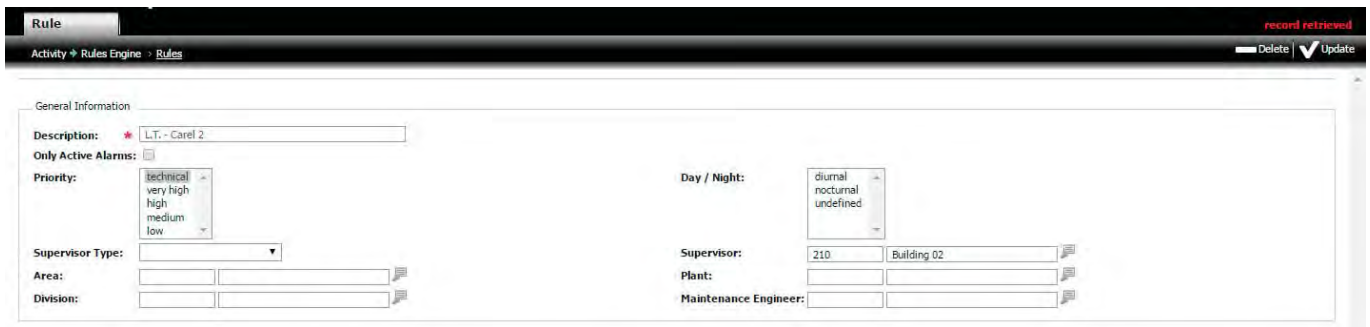 Rule
record retrieved
Activity Rules Engine > Rules
Delete | Update
General Information
Description: * L.T. - Carel 2
Only Active Alarms:
Priority: technical
very high
high
medium
low
Day / Night: diurnal
nocturnal
undefined
Supervisor Type:
Supervisor: 210 Building 02
Area:
Plant:
Division:
Maintenance Engineer: